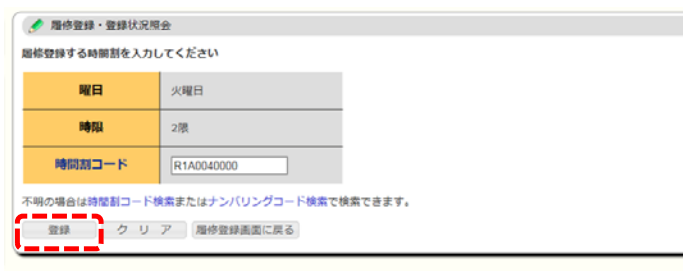 履修登録・登録状況照会
履修登録する時間割を入力してください
曜日 火曜日
時限 2限
時間割コード R1A0040000
不明の場合は時間割コード検索またはナンバリングコード検索で検索できます。
登録 クリア 履修登録画面に戻る